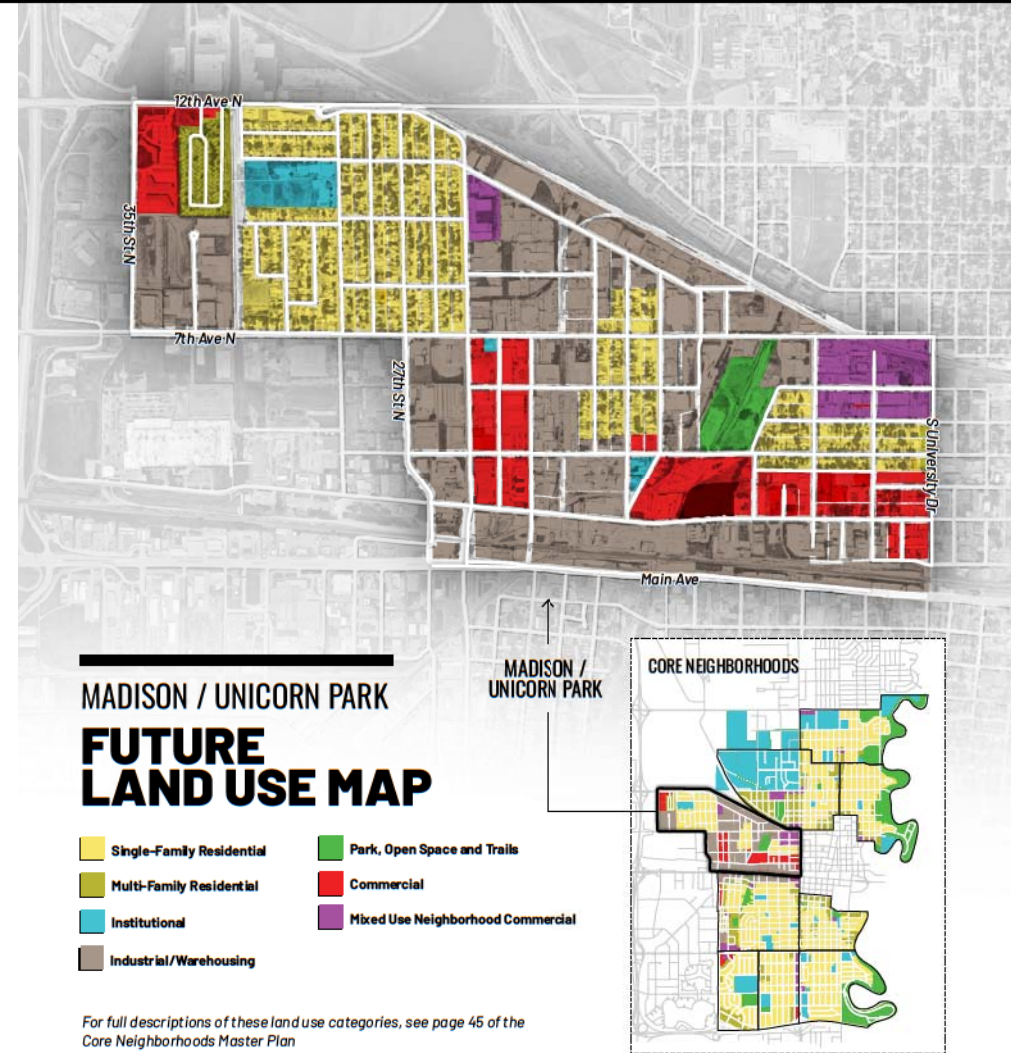 12th Ave N
35th St N
7th Ave N
27th St N
S University Dr
Main Ave
MADISON / UNICORN PARK
FUTURE
LAND USE MAP
Single-Family Residential
Multi-Family Residential
Institutional
Industrial/Warehousing
Park, Open Space and Trails
Commercial
Mixed Use Neighborhood Commercial
For full descriptions of these land use categories, see page 45 of the
Core Neighborhoods Master Plan
MADISON /
UNICORN PARK
CORE NEIGHBORHOODS